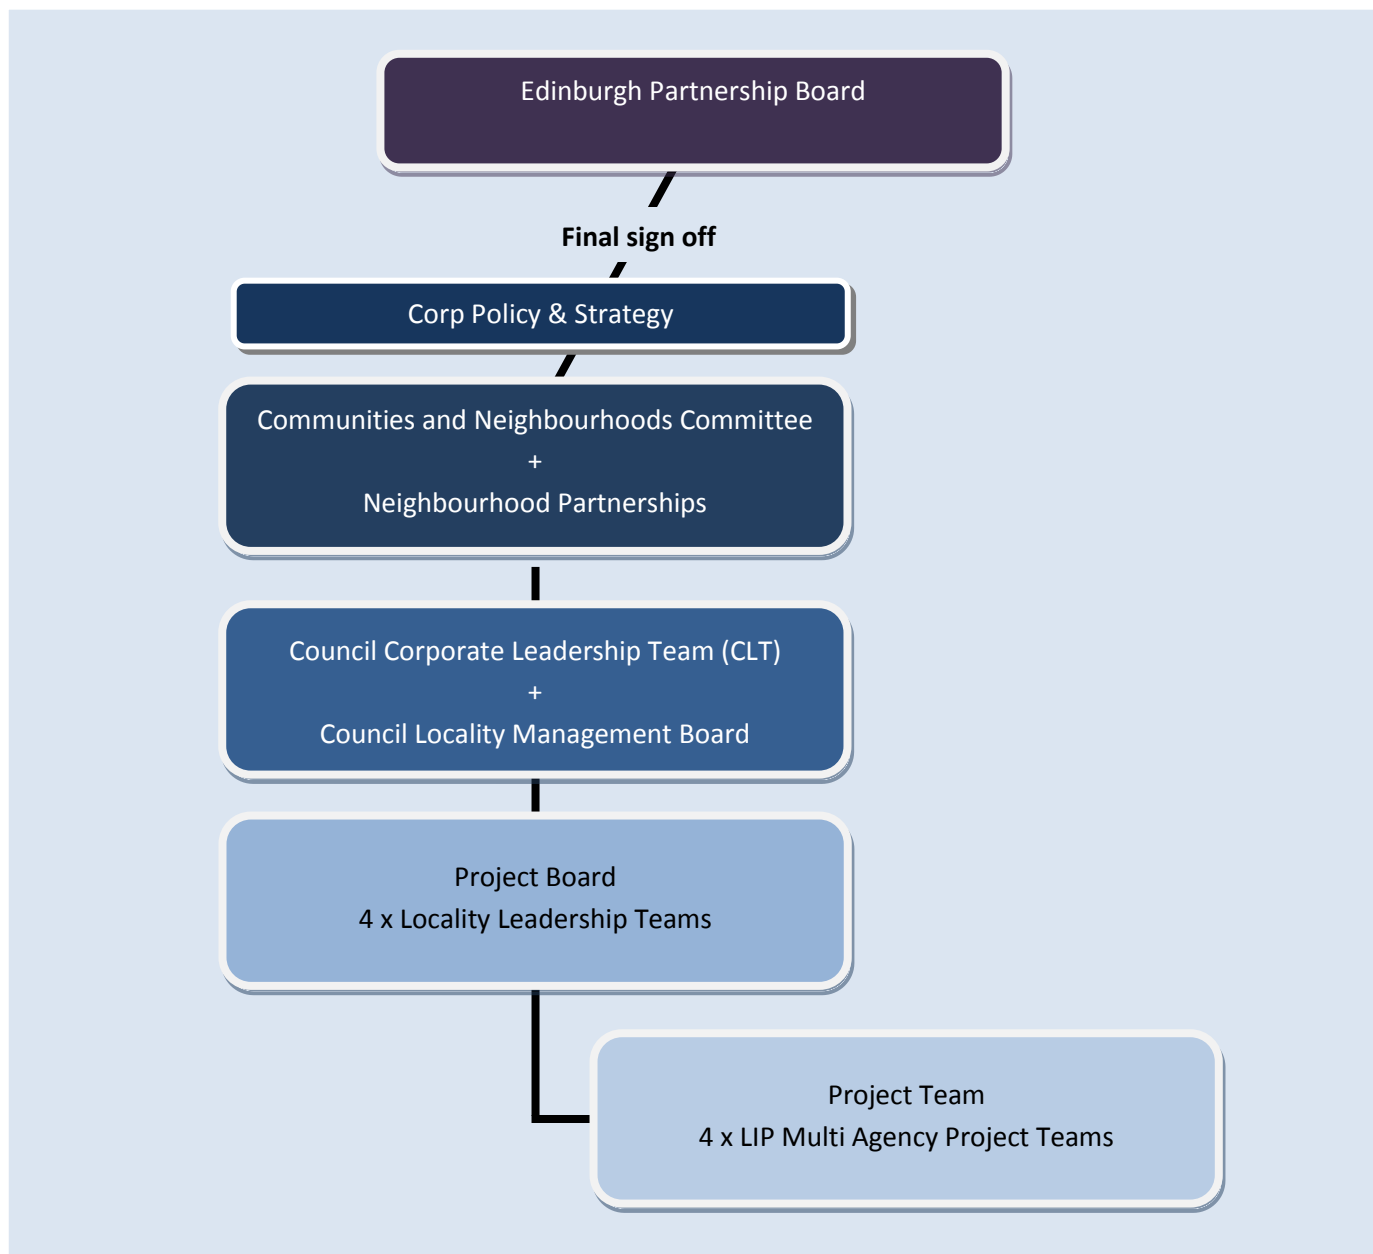 Edinburgh Partnership Board
Final sign off
Corp Policy & Strategy
Communities and Neighbourhoods Committee
+
Neighbourhood Partnerships
Council Corporate Leadership Team (CLT)
+
Council Locality Management Board
Project Board
4 x Locality Leadership Teams
Project Team
4 x LIP Multi Agency Project Teams